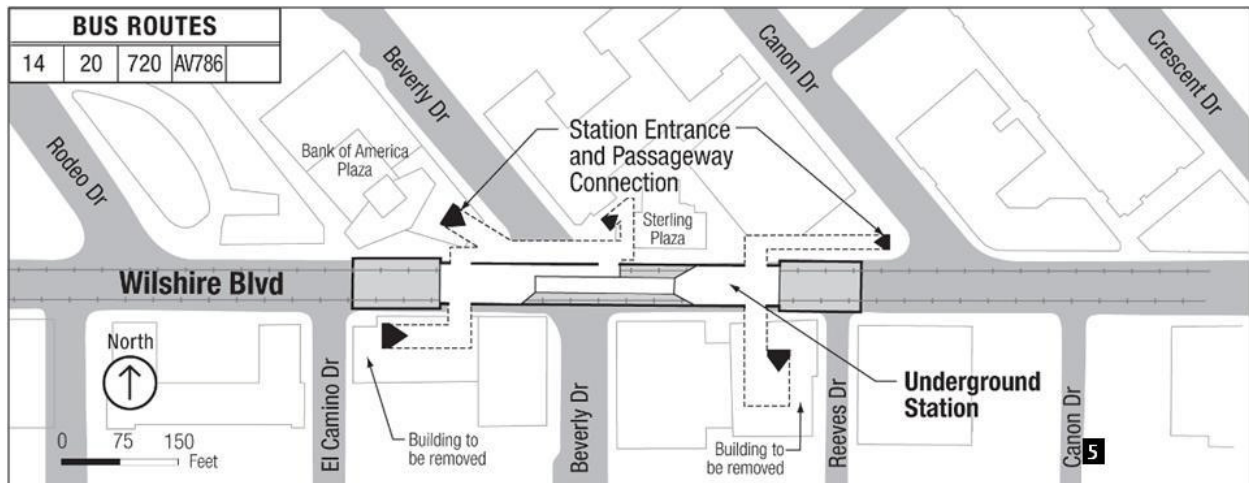 BUS ROUTES
14 20 720 AV786
Rodeo Dr
Beverly Dr
Canon Dr
Crescent Dr
Bank of America
Plaza
Station Entrance
and Passageway
Connection
Sterling
Plaza
Wilshire Blvd
North
0 75 150
Feet
El Camino Dr
Building to
be removed
Beverly Dr
Building to
be removed
Reeves Dr
Underground
Station
Canon Dr
5